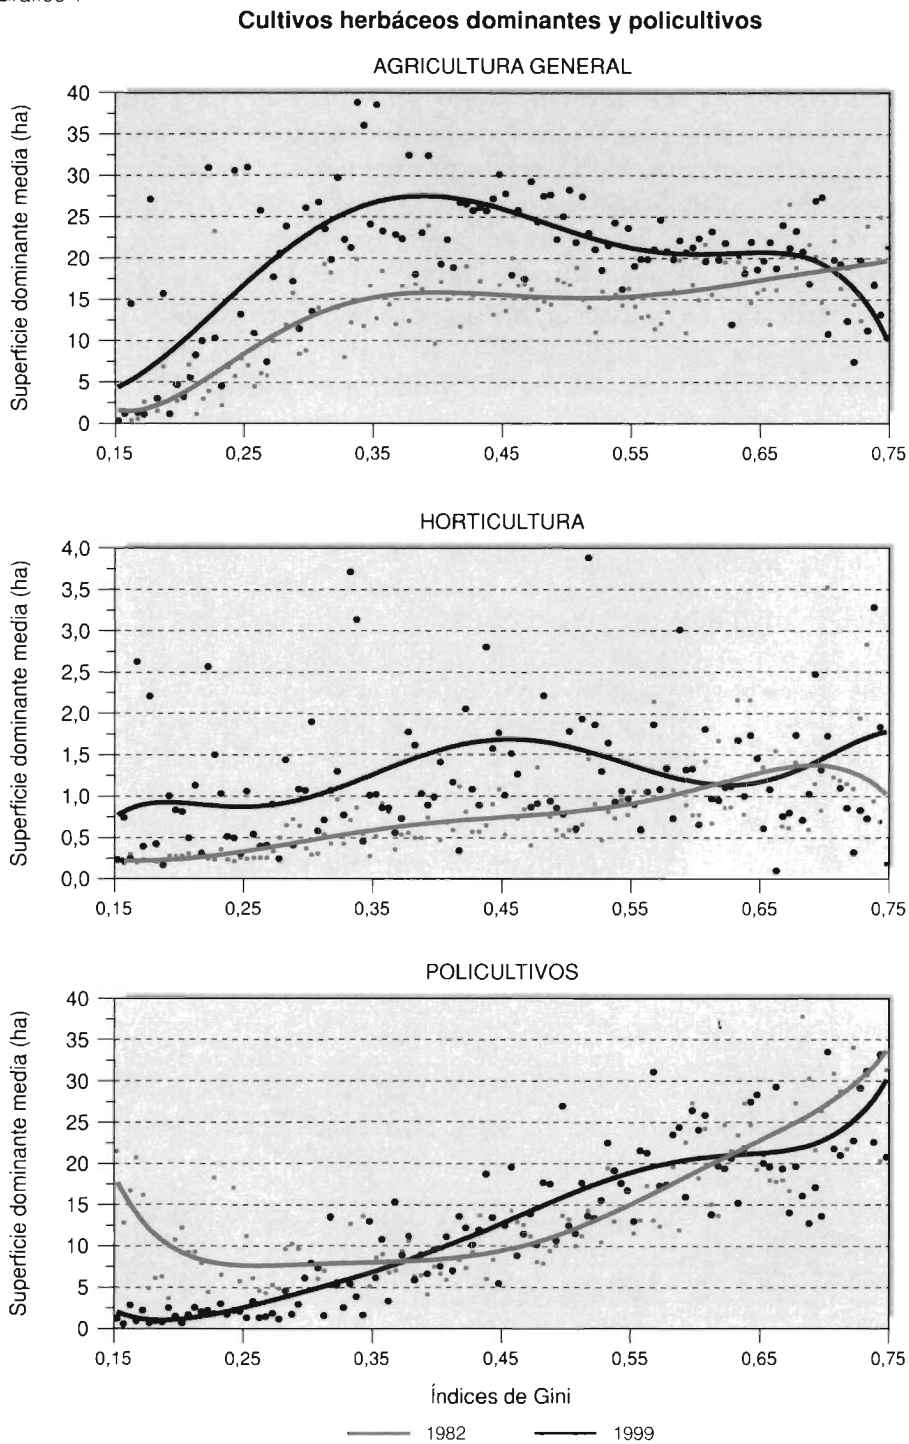 Cultivos herbáceos dominantes y policultivos
AGRICULTURA GENERAL
Superficie dominante media (ha)
40
35
30
25
20
15
10
5
0
0,15 0,25 0,35 0,45 0,55 0,65 0,75
HORTICULTURA
Superficie dominante media (ha)
4,0
3,5
3,0
2,5
2,0
1,5
1,0
0,5
0,0
0,15 0,25 0,35 0,45 0,55 0,65 0,75
POLICULTIVOS
Superficie dominante media (ha)
40
35
30
25
20
15
10
5
0
0,15 0,25 0,35 0,45 0,55 0,65 0,75
Índices de Gini
1982 1999